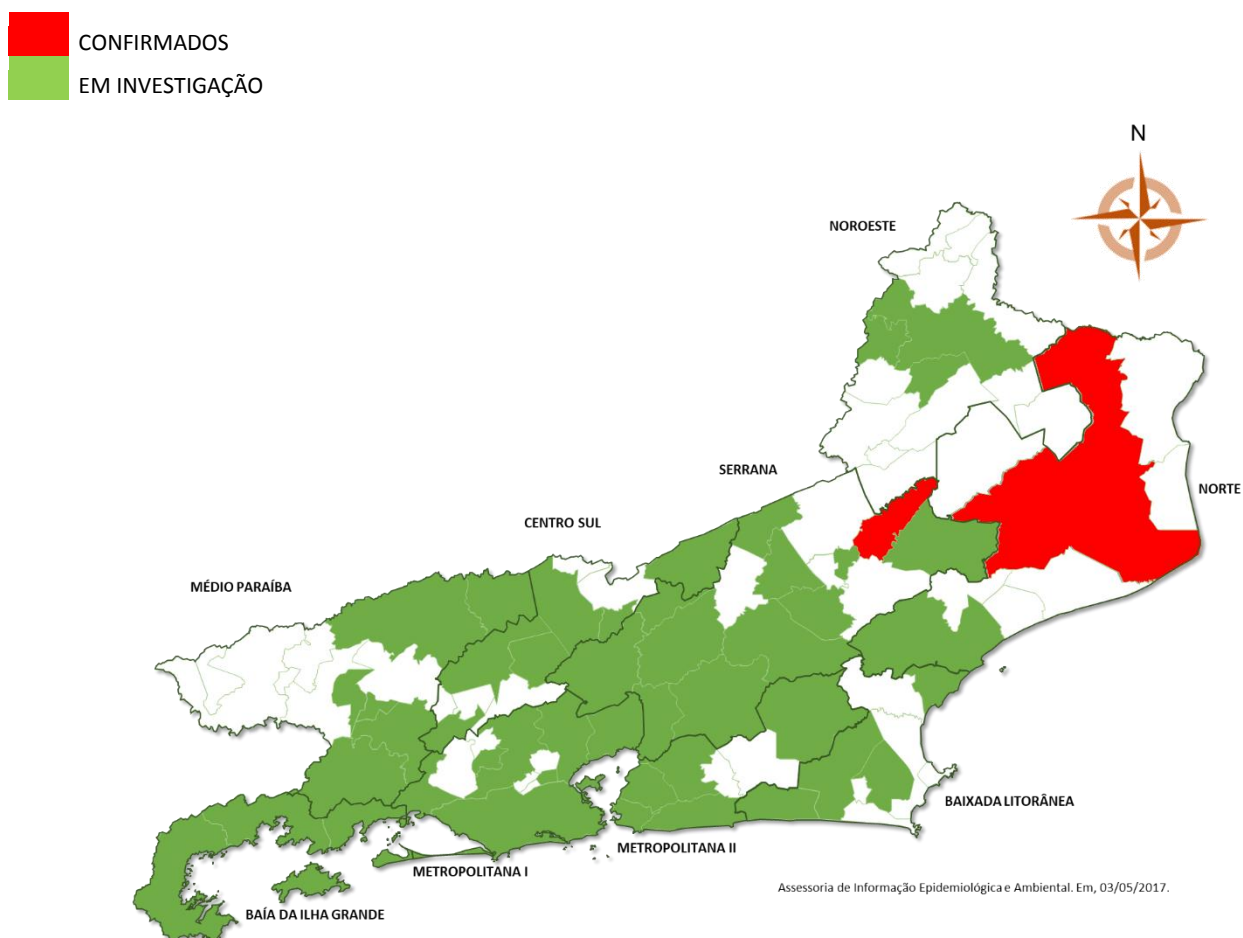 CONFIRMADOS
EM INVESTIGAÇÃO
N
NOROESTE
SERRANA
NORTE
CENTRO SUL
MÉDIO PARAÍBA
BAIXADA LITORÂNEA
METROPOLITANA II
METROPOLITANA I
Assessoria de Informação Epidemiológica e Ambiental. Em, 03/05/2017.
BAÍA DA ILHA GRANDE